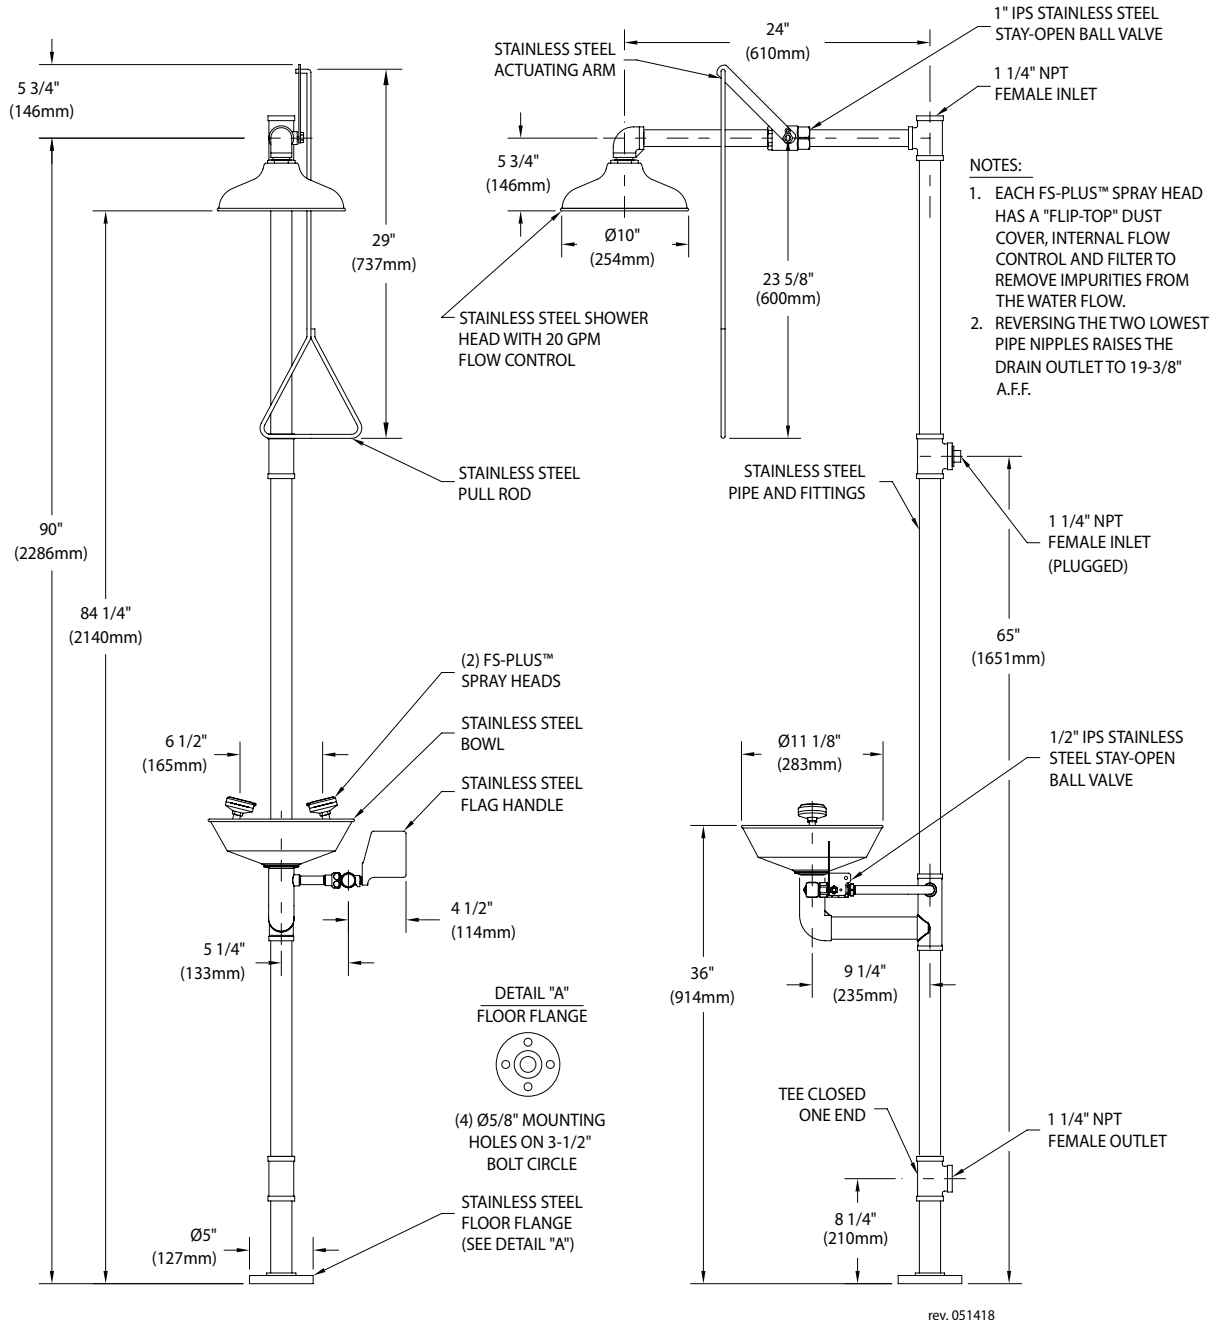 1" IPS STAINLESS STEEL
STAY-OPEN BALL VALVE
24"
(610mm)
STAINLESS STEEL
ACTUATING ARM
1 1/4" NPT
FEMALE INLET
5 3/4"
(146mm)
5 3/4"
(146mm)
NOTES:
1. EACH FS-PLUS™ SPRAY HEAD
HAS A "FLIP-TOP" DUST
COVER, INTERNAL FLOW
CONTROL AND FILTER TO
REMOVE IMPURITIES FROM
THE WATER FLOW.
2. REVERSING THE TWO LOWEST
PIPE NIPPLES RAISES THE
DRAIN OUTLET TO 19-3/8"
A.F.F.
29"
(737mm)
Ø10"
(254mm)
23 5/8"
(600mm)
STAINLESS STEEL SHOWER
HEAD WITH 20 GPM
FLOW CONTROL
STAINLESS STEEL
PULL ROD
STAINLESS STEEL
PIPE AND FITTINGS
90"
(2286mm)
1 1/4" NPT
FEMALE INLET
(PLUGGED)
84 1/4"
(2140mm)
65"
(1651mm)
(2) FS-PLUS™
SPRAY HEADS
STAINLESS STEEL
BOWL
6 1/2"
(165mm)
Ø11 1/8"
(283mm)
1/2" IPS STAINLESS
STEEL STAY-OPEN
BALL VALVE
STAINLESS STEEL
FLAG HANDLE
4 1/2"
(114mm)
5 1/4"
(133mm)
36"
(914mm)
9 1/4"
(235mm)
DETAIL "A"
FLOOR FLANGE
(4) Ø5/8" MOUNTING
HOLES ON 3-1/2"
BOLT CIRCLE
TEE CLOSED
ONE END
1 1/4" NPT
FEMALE OUTLET
STAINLESS STEEL
FLOOR FLANGE
(SEE DETAIL "A")
Ø5"
(127mm)
8 1/4"
(210mm)
rev. 051418